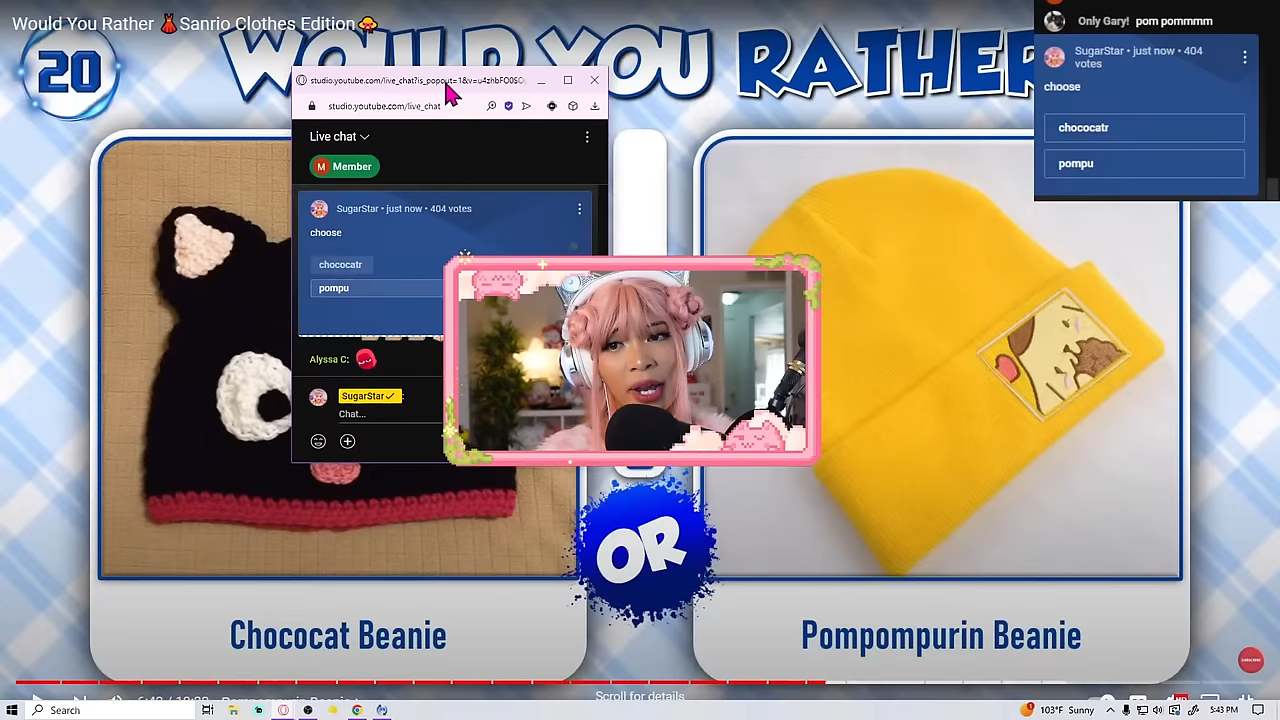 Would You Rather 👗Sanrio Clothes Edition
20
WOULD YOU RATHER
Only Gary! pom pommmm
SugarStar • just now • 404
votes
choose
chococatr
pompu
studio.youtube.com/live_chat
Live chat
M Member
SugarStar • just now • 404 votes
choose
chococatr
pompu
Alyssa C:
SugarStar
Chat...
OR
Chococat Beanie
Pompompurin Beanie
SUBSCRIBE
Scroll for details
Search
103°F Sunny
5:43 PM